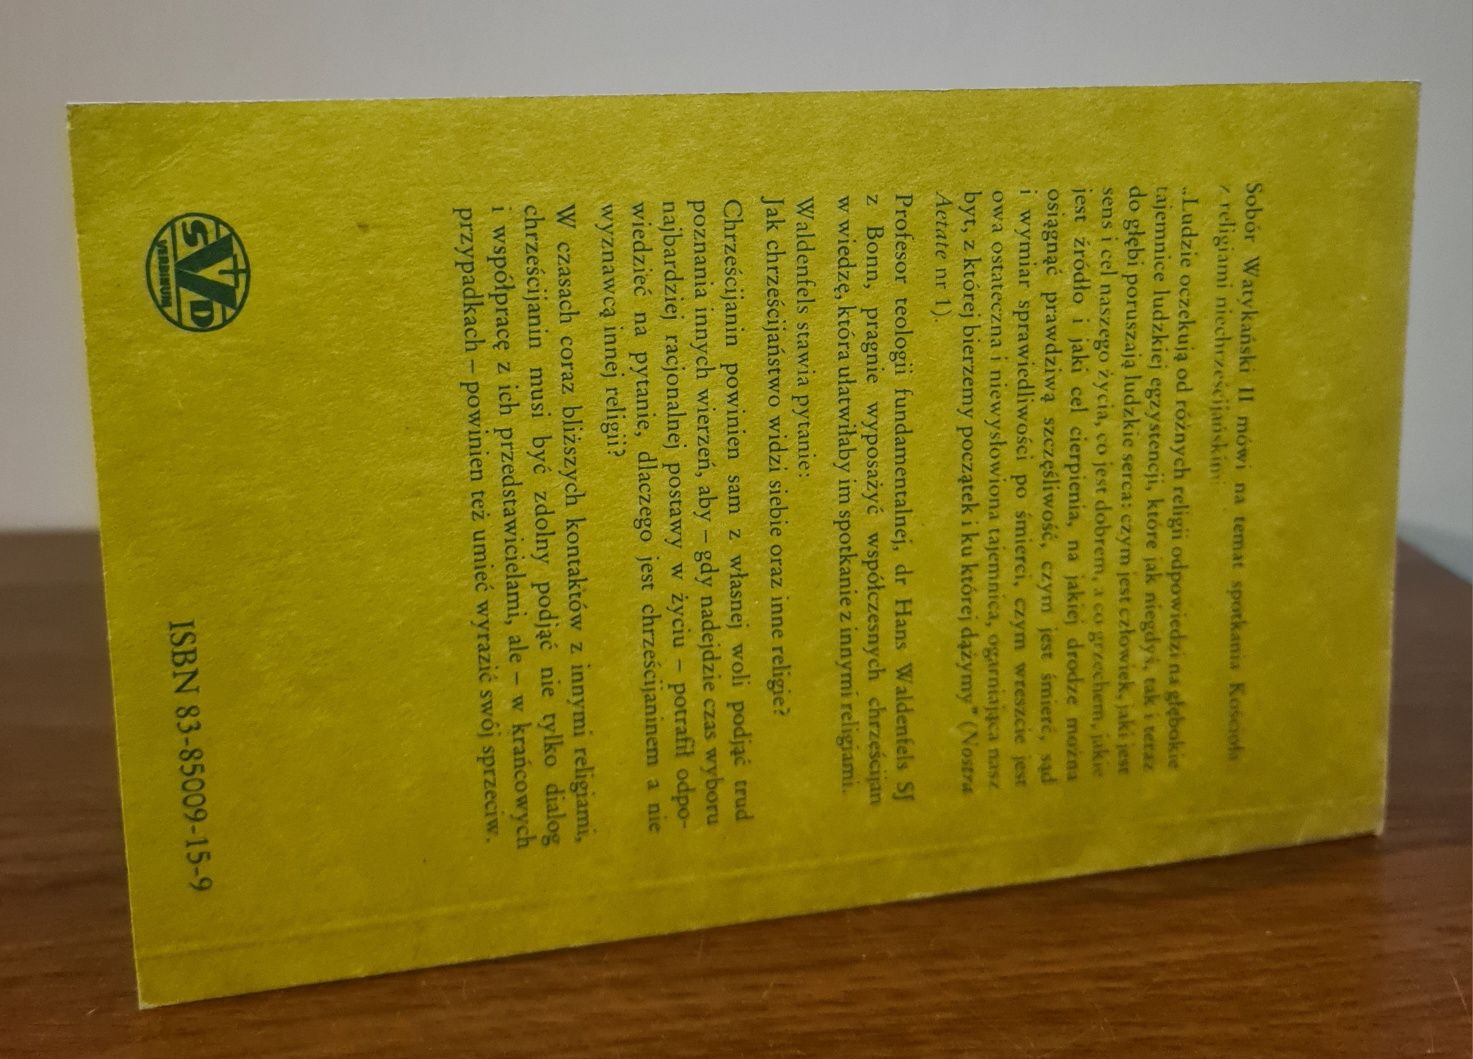 Sobór Watykański II mówi na temat spotkania Kościoła
z religiami niechrześcijańskimi:
„Ludzie oczekują od różnych religii odpowiedzi na głębokie
tajemnice ludzkiej egzystencji, które jak niegdyś, tak i teraz
do głębi poruszają ludzkie serca: czym jest człowiek, jaki jest
sens i cel naszego życia, co jest dobrem, a co grzechem, jakie
jest źródło i jaki cel cierpienia, na jakiej drodze można
osiągnąć prawdziwą szczęśliwość, czym jest śmierć, sąd
i wymiar sprawiedliwości po śmierci, czym wreszcie jest
owa ostateczna i niewysłowiona tajemnica, ogarniająca nasz
byt, z której bierzemy początek i ku której dążymy" (Nostra
Aetate nr 1).
Profesor teologii fundamentalnej, dr Hans Waldenfels SJ
z Bonn, pragnie wyposażyć współczesnych chrześcijan
w wiedzę, która ułatwiłaby im spotkanie z innymi religiami.
Waldenfels stawia pytanie:
Jak chrześcijaństwo widzi siebie oraz inne religie?
Chrześcijanin powinien sam z własnej woli podjąć trud
poznania innych wierzeń, aby – gdy nadejdzie czas wyboru
najbardziej racjonalnej postawy w życiu – potrafił odpo-
wiedzieć na pytanie, dlaczego jest chrześcijaninem a nie
wyznawcą innej religii?
W czasach coraz bliższych kontaktów z innymi religiami,
chrześcijanin musi być zdolny podjąć nie tylko dialog
i współpracę z ich przedstawicielami, ale – w krańcowych
przypadkach – powinien też umieć wyrazić swój sprzeciw.
SVD
VERBINUM
ISBN 83-85009-15-9